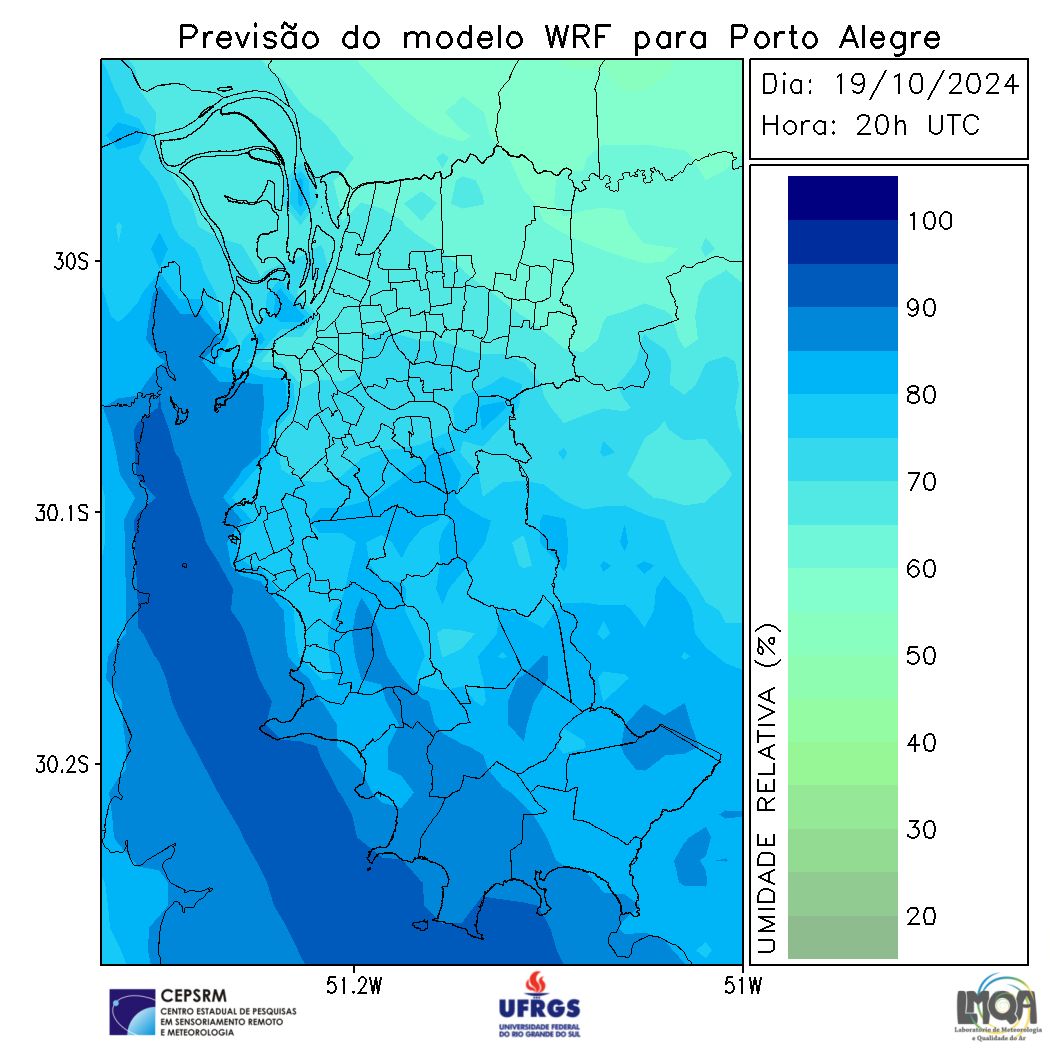 Previsão do modelo WRF para Porto Alegre
Dia: 19/10/2024
Hora: 20h UTC
100
90
80
70
60
50
40
30
20
UMIDADE RELATIVA (%)
30S
30.1S
30.2S
51.2W
51W
CEPSRM
CENTRO ESTADUAL DE PESQUISAS
EM SENSORIAMENTO REMOTO
E METEOROLOGIA
UFRGS
UNIVERSIDADE FEDERAL
DO RIO GRANDE DO SUL
LMQA
Laboratório de Meteorologia
e Qualidade do Ar